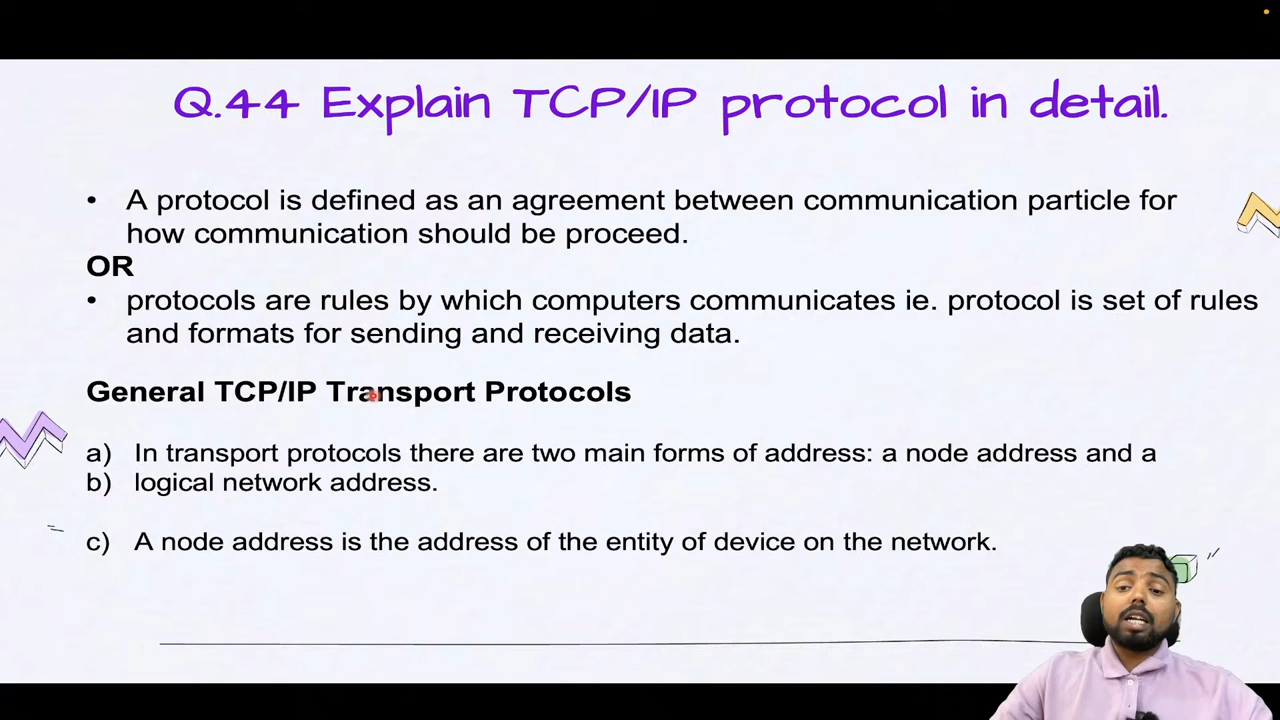 Q.44 Explain TCP/IP protocol in detail.
• A protocol is defined as an agreement between communication particle for
how communication should be proceed.
OR
• protocols are rules by which computers communicates ie. protocol is set of rules
and formats for sending and receiving data.
General TCP/IP Transport Protocols
a) In transport protocols there are two main forms of address: a node address and a
b) logical network address.
c) A node address is the address of the entity of device on the network.